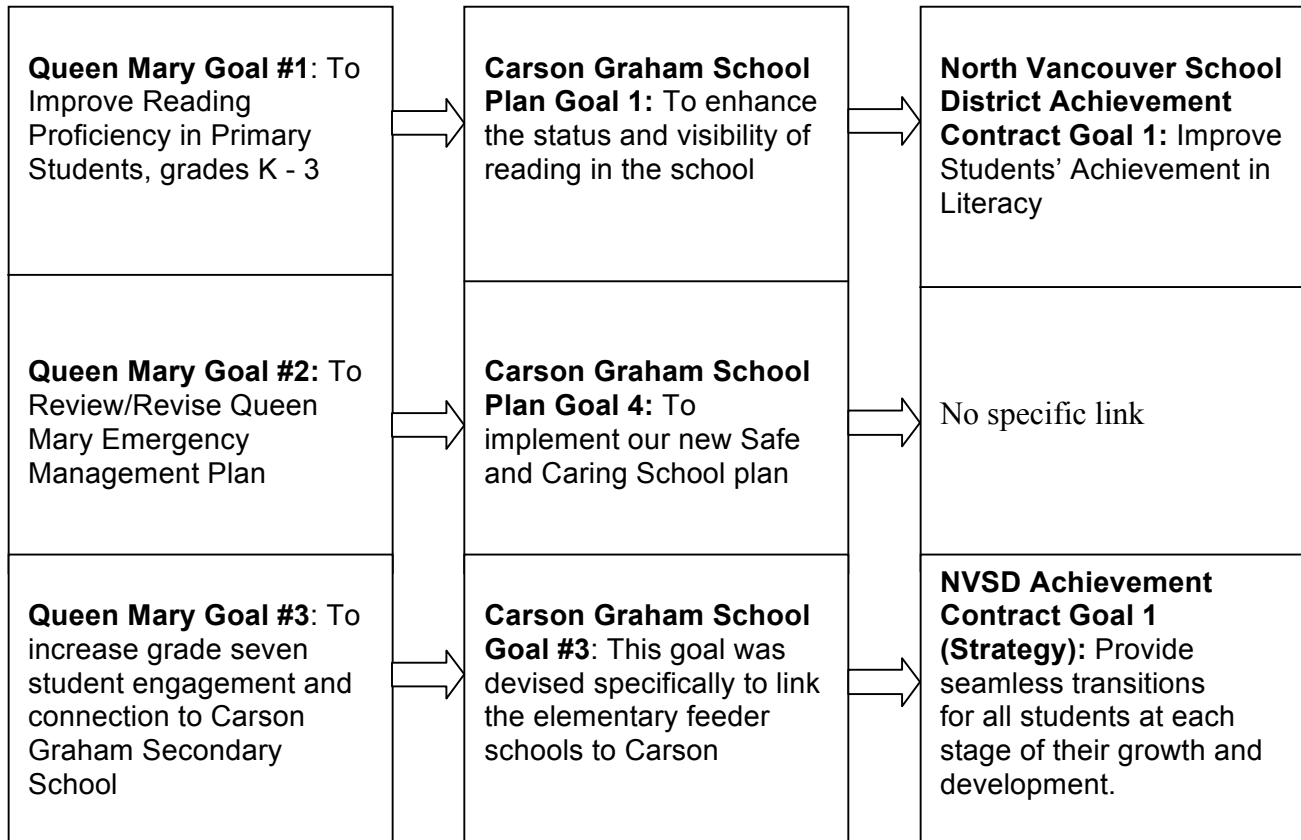 Queen Mary Goal #1: To
Improve Reading
Proficiency in Primary
Students, grades K - 3
Carson Graham School
Plan Goal 1: To enhance
the status and visibility of
reading in the school
North Vancouver School
District Achievement
Contract Goal 1: Improve
Students’ Achievement in
Literacy
Queen Mary Goal #2: To
Review/Revise Queen
Mary Emergency
Management Plan
Carson Graham School
Plan Goal 4: To
implement our new Safe
and Caring School plan
No specific link
Queen Mary Goal #3: To
increase grade seven
student engagement and
connection to Carson
Graham Secondary
School
Carson Graham School
Goal #3: This goal was
devised specifically to link
the elementary feeder
schools to Carson
NVSD Achievement
Contract Goal 1
(Strategy): Provide
seamless transitions
for all students at each
stage of their growth and
development.